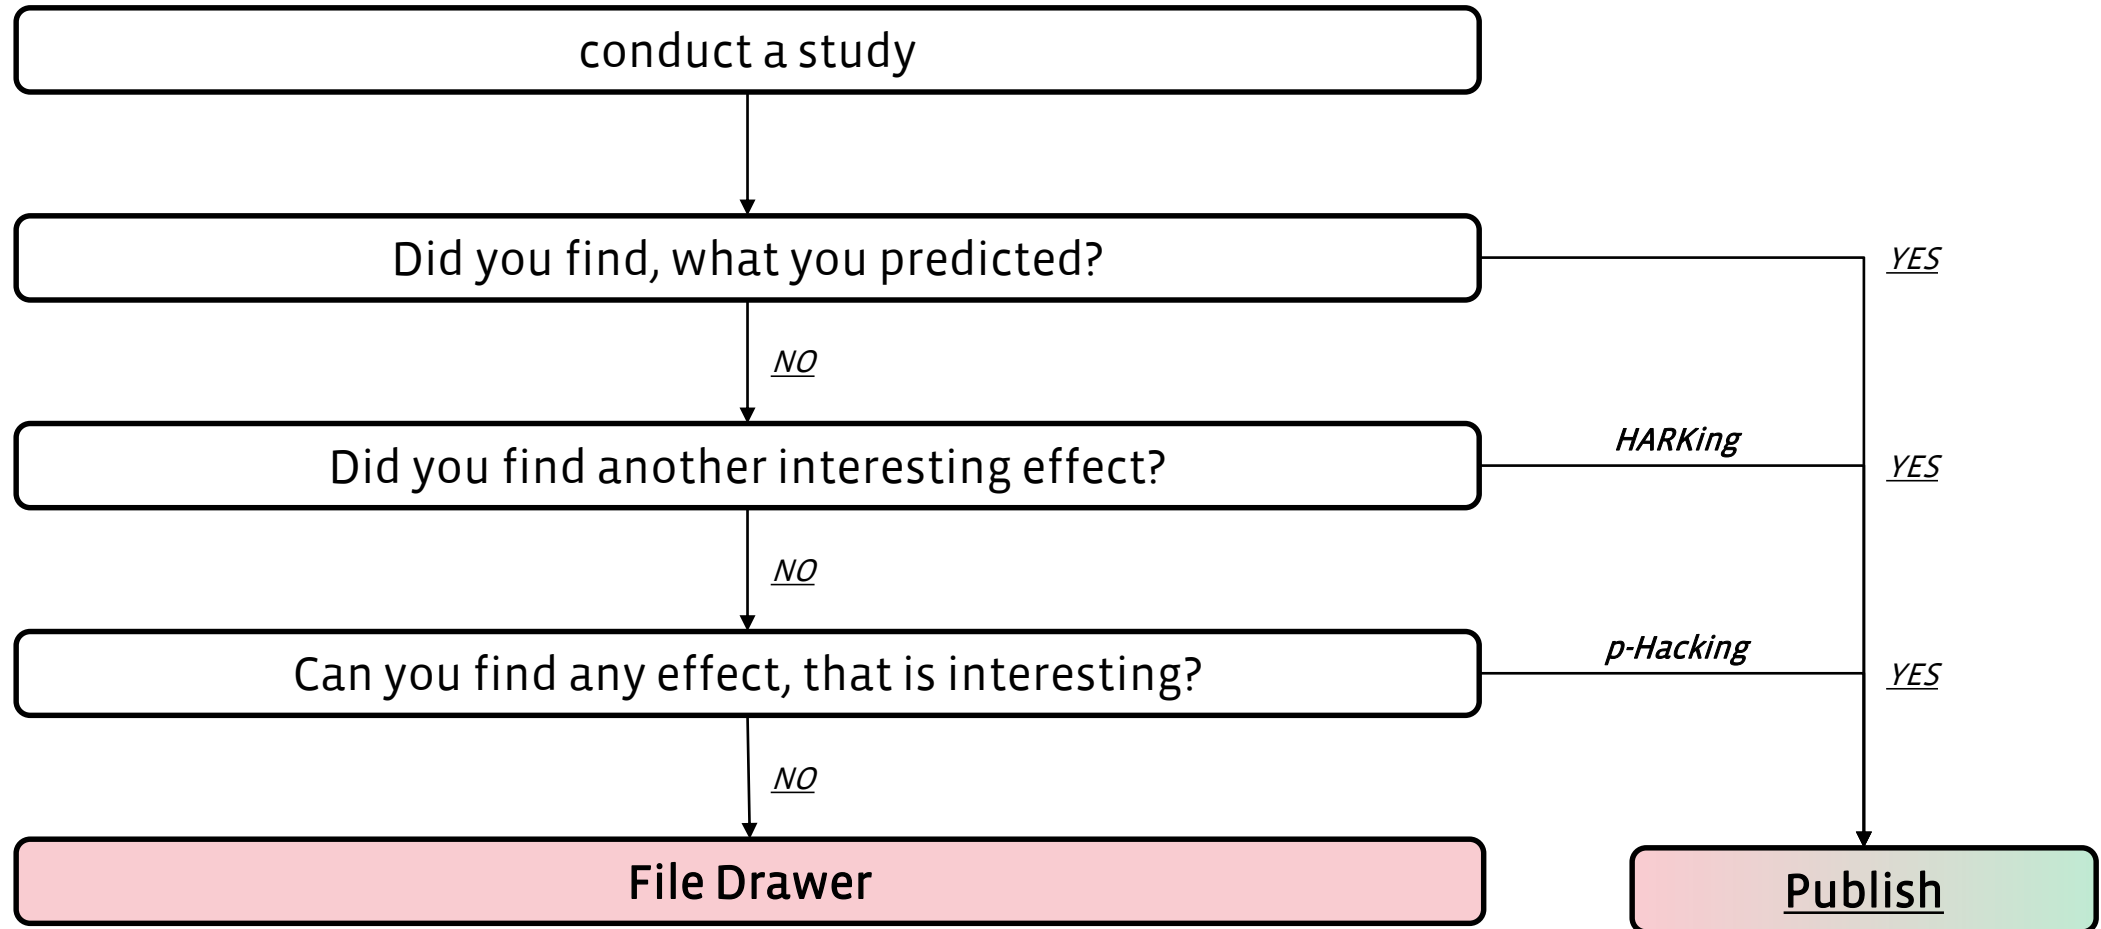 conduct a study
Did you find, what you predicted?
YES
NO
HARKing
Did you find another interesting effect?
YES
NO
p-Hacking
Can you find any effect, that is interesting?
YES
NO
File Drawer
Publish